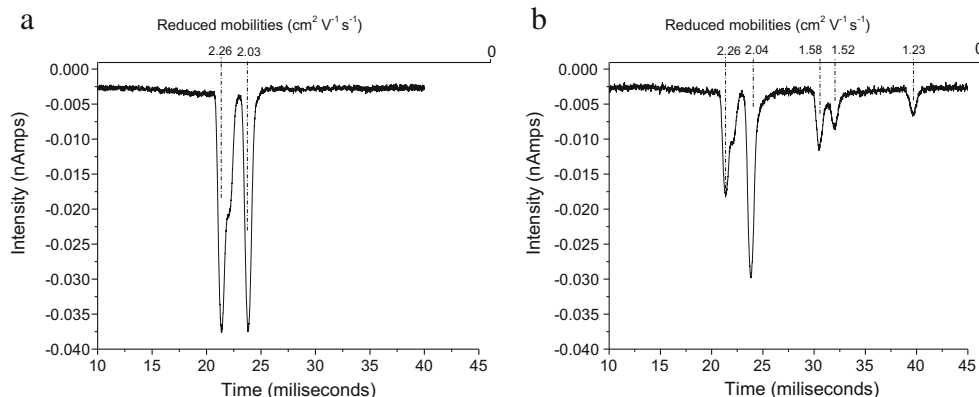 a
Reduced mobilities (cm² V⁻¹ s⁻¹)
2.26 2.03 0
0.000
-0.005
-0.010
-0.015
-0.020
-0.025
-0.030
-0.035
-0.040
Intensity (nAmps)
10 15 20 25 30 35 40 45
Time (miliseconds)
b
Reduced mobilities (cm² V⁻¹ s⁻¹)
2.26 2.04 1.58 1.52 1.23 0
0.000
-0.005
-0.010
-0.015
-0.020
-0.025
-0.030
-0.035
-0.040
Intensity (nAmps)
10 15 20 25 30 35 40 45
Time (miliseconds)